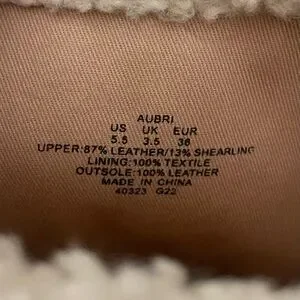 AUBRI
US UK EUR
5.5 3.5 36
UPPER:87% LEATHER/13% SHEARLING
LINING:100% TEXTILE
OUTSOLE:100% LEATHER
MADE IN CHINA
40323 G22